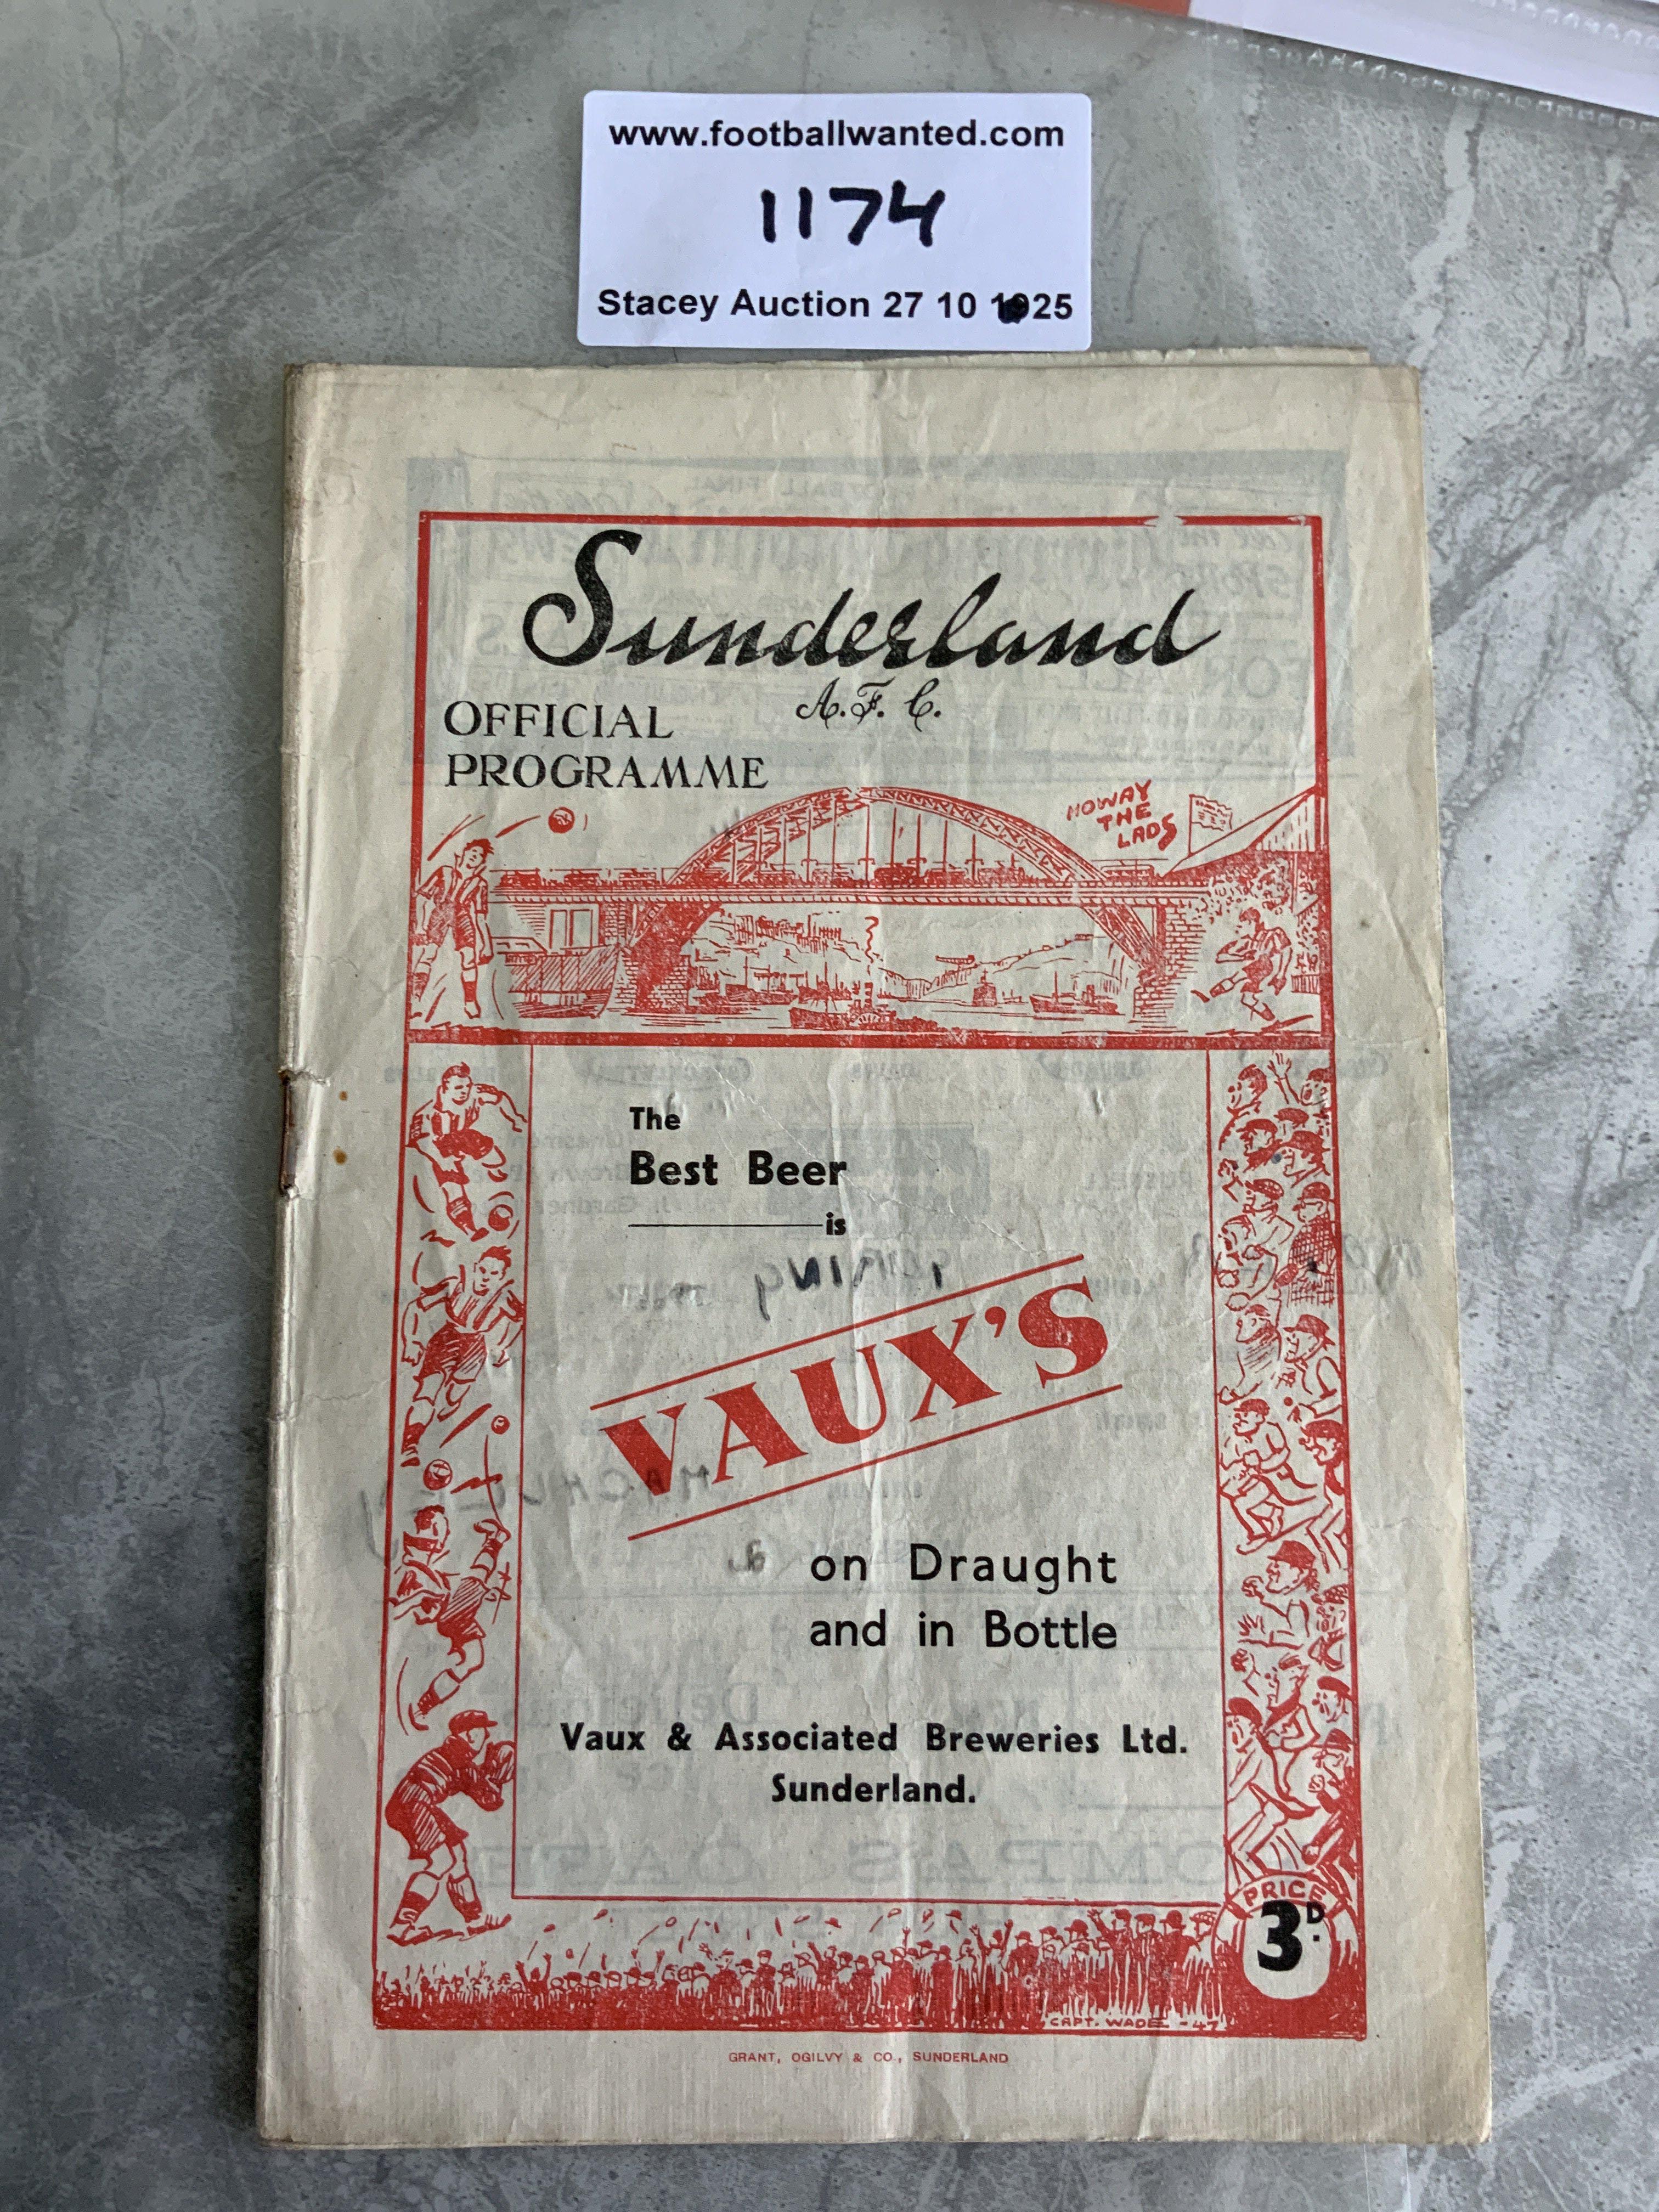 www.footballwanted.com
1174
Stacey Auction 27 10 1925
Sunderland
A.F.C.
OFFICIAL
PROGRAMME
HOWAY
THE
LADS
The
Best Beer
is
VAUX'S
on Draught
and in Bottle
Vaux & Associated Breweries Ltd.
Sunderland.
PRICE
3D.
CAPT. WADE - 47
GRANT, OGILVY & CO., SUNDERLAND